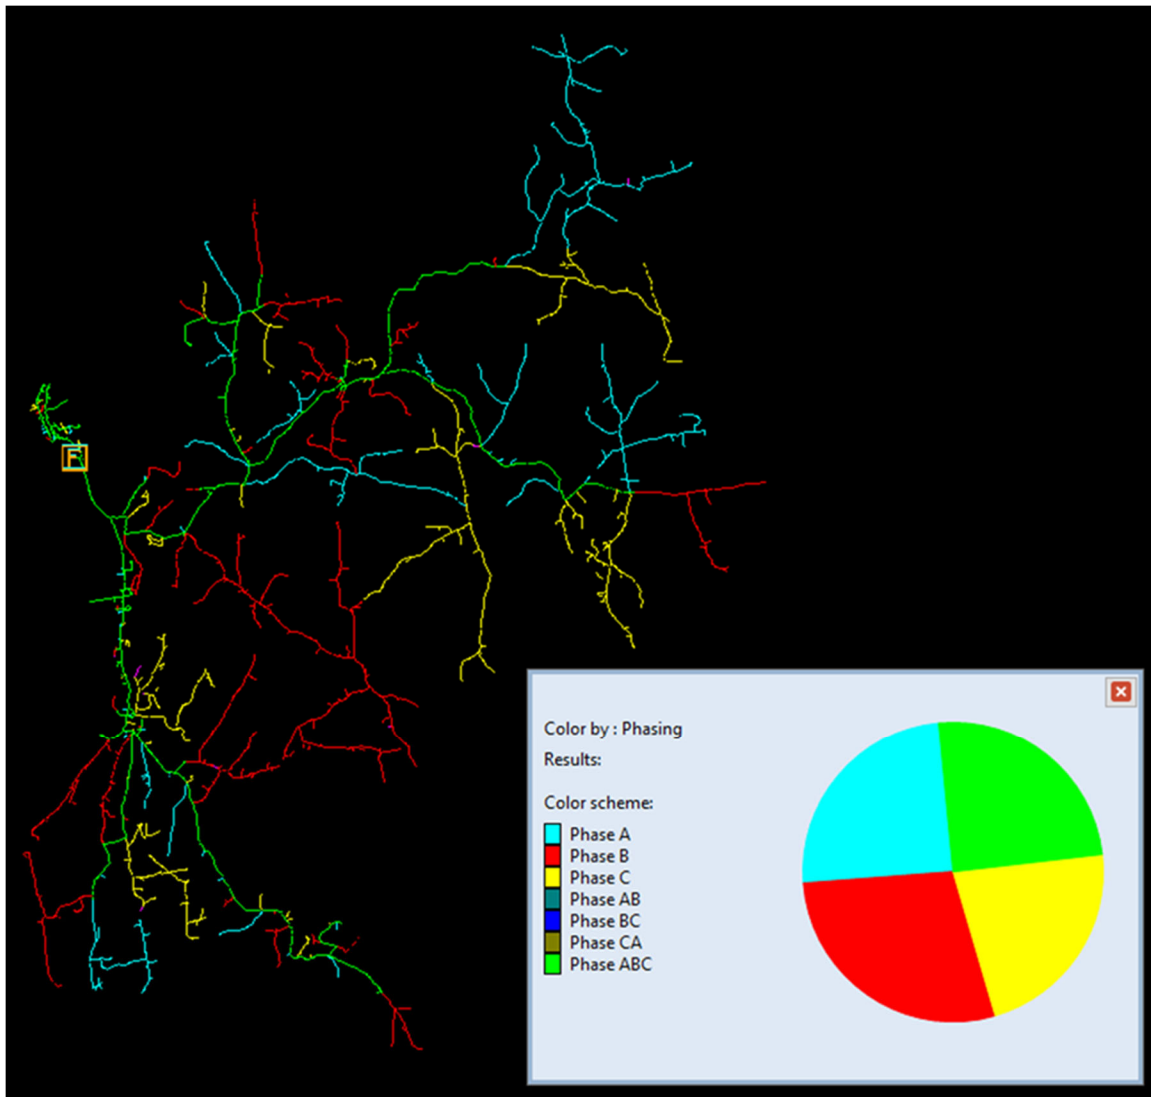 F
Color by : Phasing
Results:
Color scheme:
Phase A
Phase B
Phase C
Phase AB
Phase BC
Phase CA
Phase ABC